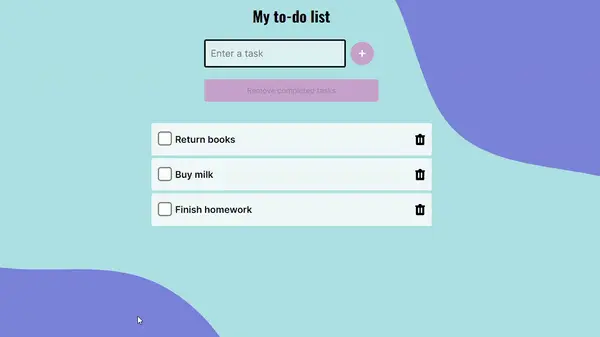 My to-do list
Enter a task
+
Remove completed tasks
Return books
Buy milk
Finish homework